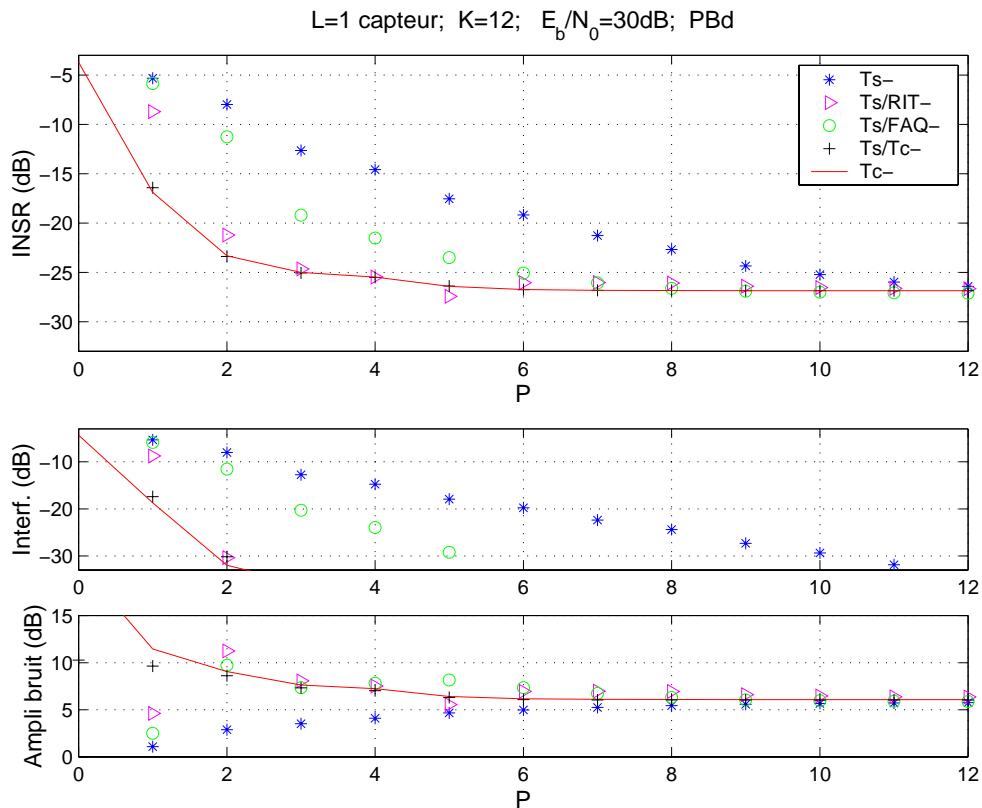 L=1 capteur; K=12; E_b/N_0=30dB; PBd
−5
−10
−15
−20
−25
−30
INSR (dB)
Ts−
Ts/RIT−
Ts/FAQ−
Ts/Tc−
Tc−
0 2 4 6 8 10 12
P
−10
−20
−30
Interf. (dB)
0 2 4 6 8 10 12
15
10
5
0
Ampli bruit (dB)
0 2 4 6 8 10 12
P